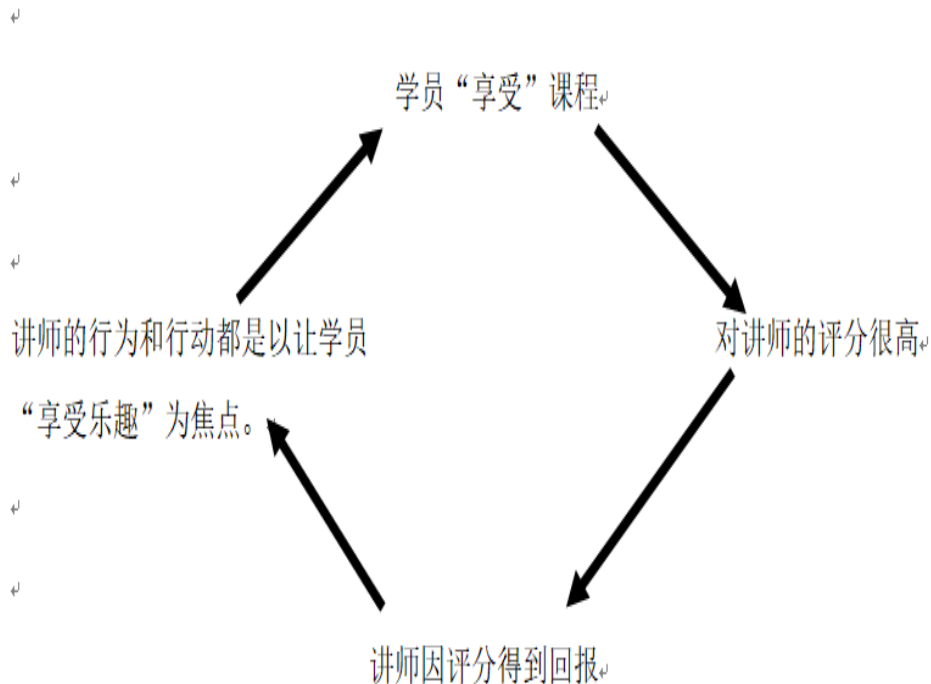 学员“享受”课程
讲师的行为和行动都是以让学员
“享受乐趣”为焦点。
对讲师的评分很高
讲师因评分得到回报